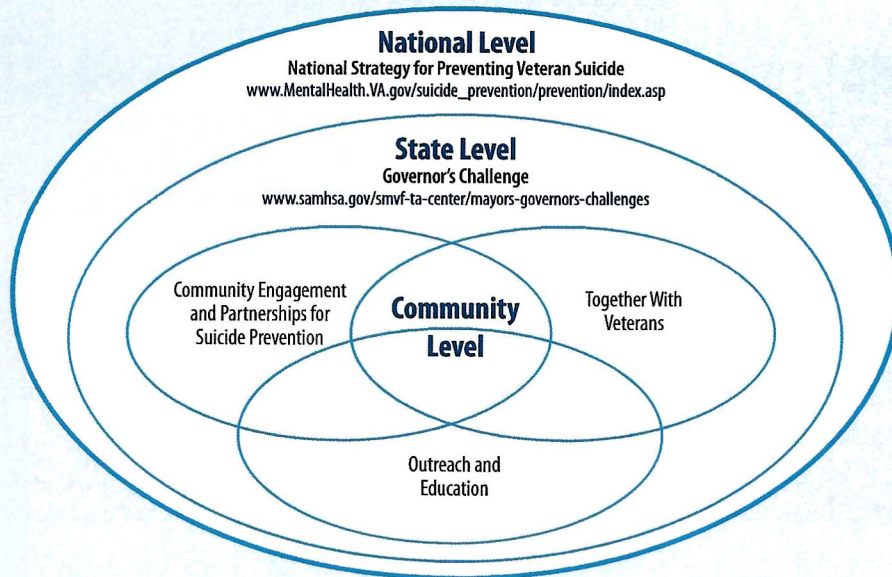 National Level
National Strategy for Preventing Veteran Suicide
www.MentalHealth.VA.gov/suicide_prevention/prevention/index.asp
State Level
Governor's Challenge
www.samhsa.gov/smvf-ta-center/mayors-governors-challenges
Community Engagement
and Partnerships for
Suicide Prevention
Community
Level
Together With
Veterans
Outreach and
Education